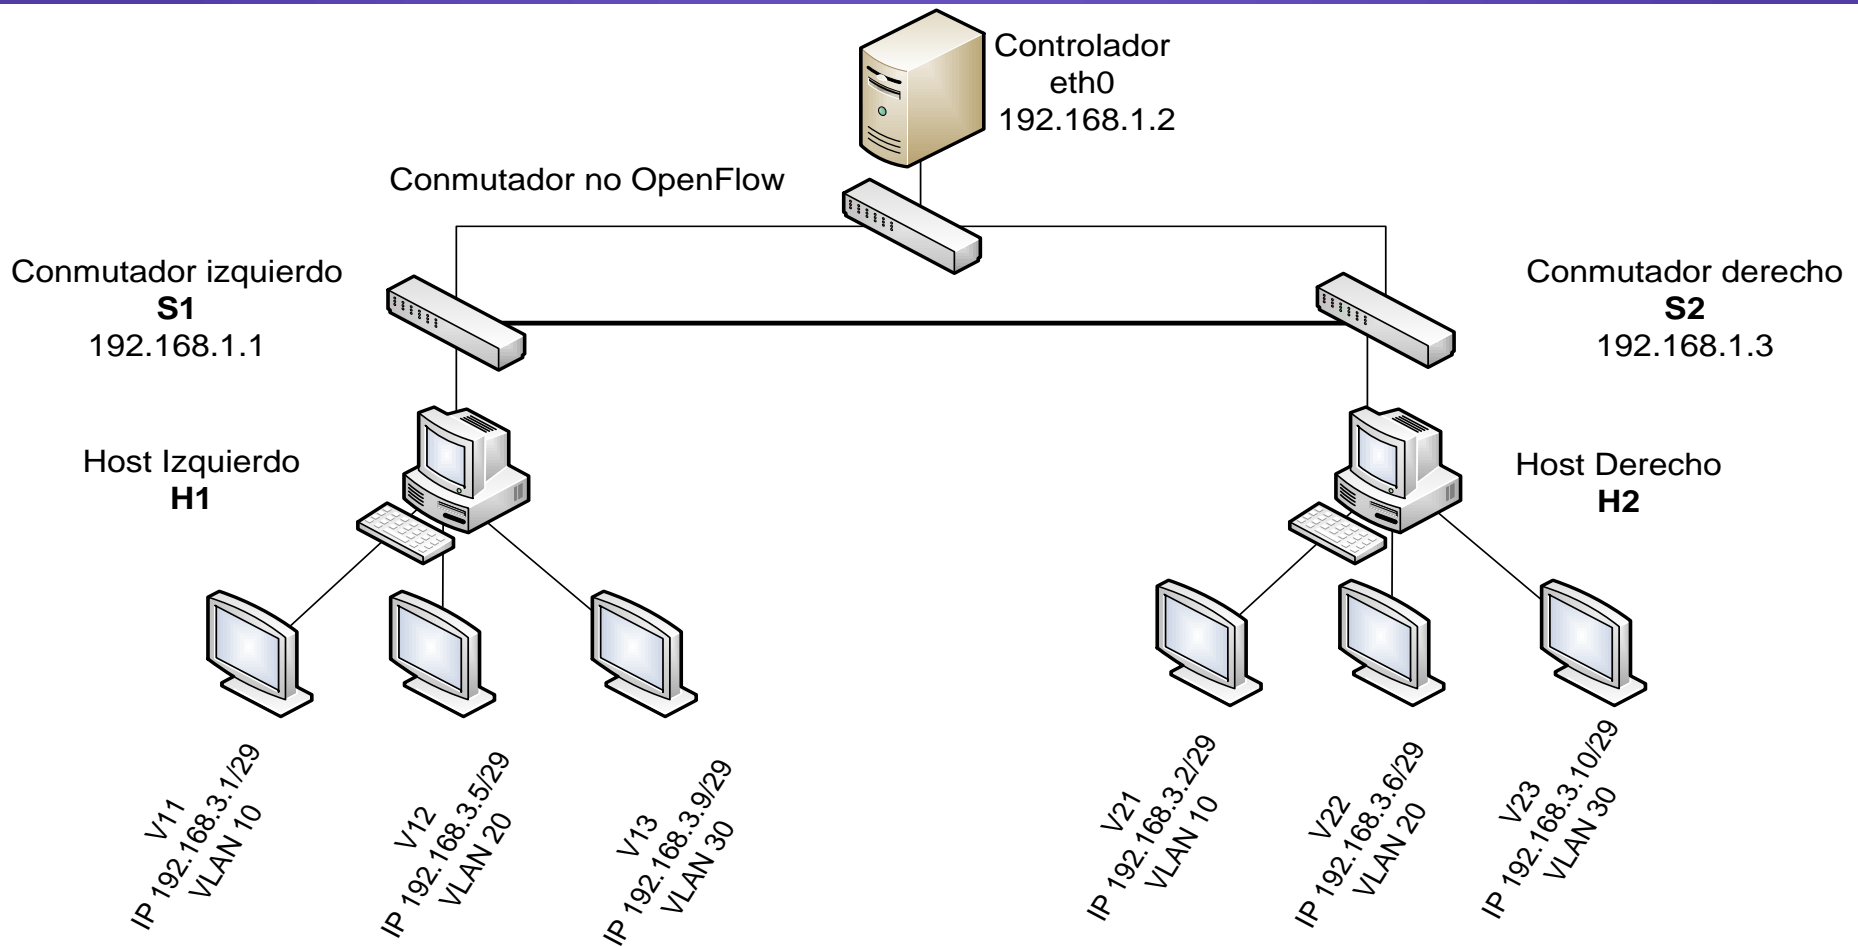 Controlador
eth0
192.168.1.2
Conmutador no OpenFlow
Conmutador izquierdo
S1
192.168.1.1
Conmutador derecho
S2
192.168.1.3
Host Izquierdo
H1
Host Derecho
H2
V11
IP 192.168.3.1/29
VLAN 10
V12
IP 192.168.3.5/29
VLAN 20
V13
IP 192.168.3.9/29
VLAN 30
V21
IP 192.168.3.2/29
VLAN 10
V22
IP 192.168.3.6/29
VLAN 20
V23
IP 192.168.3.10/29
VLAN 30